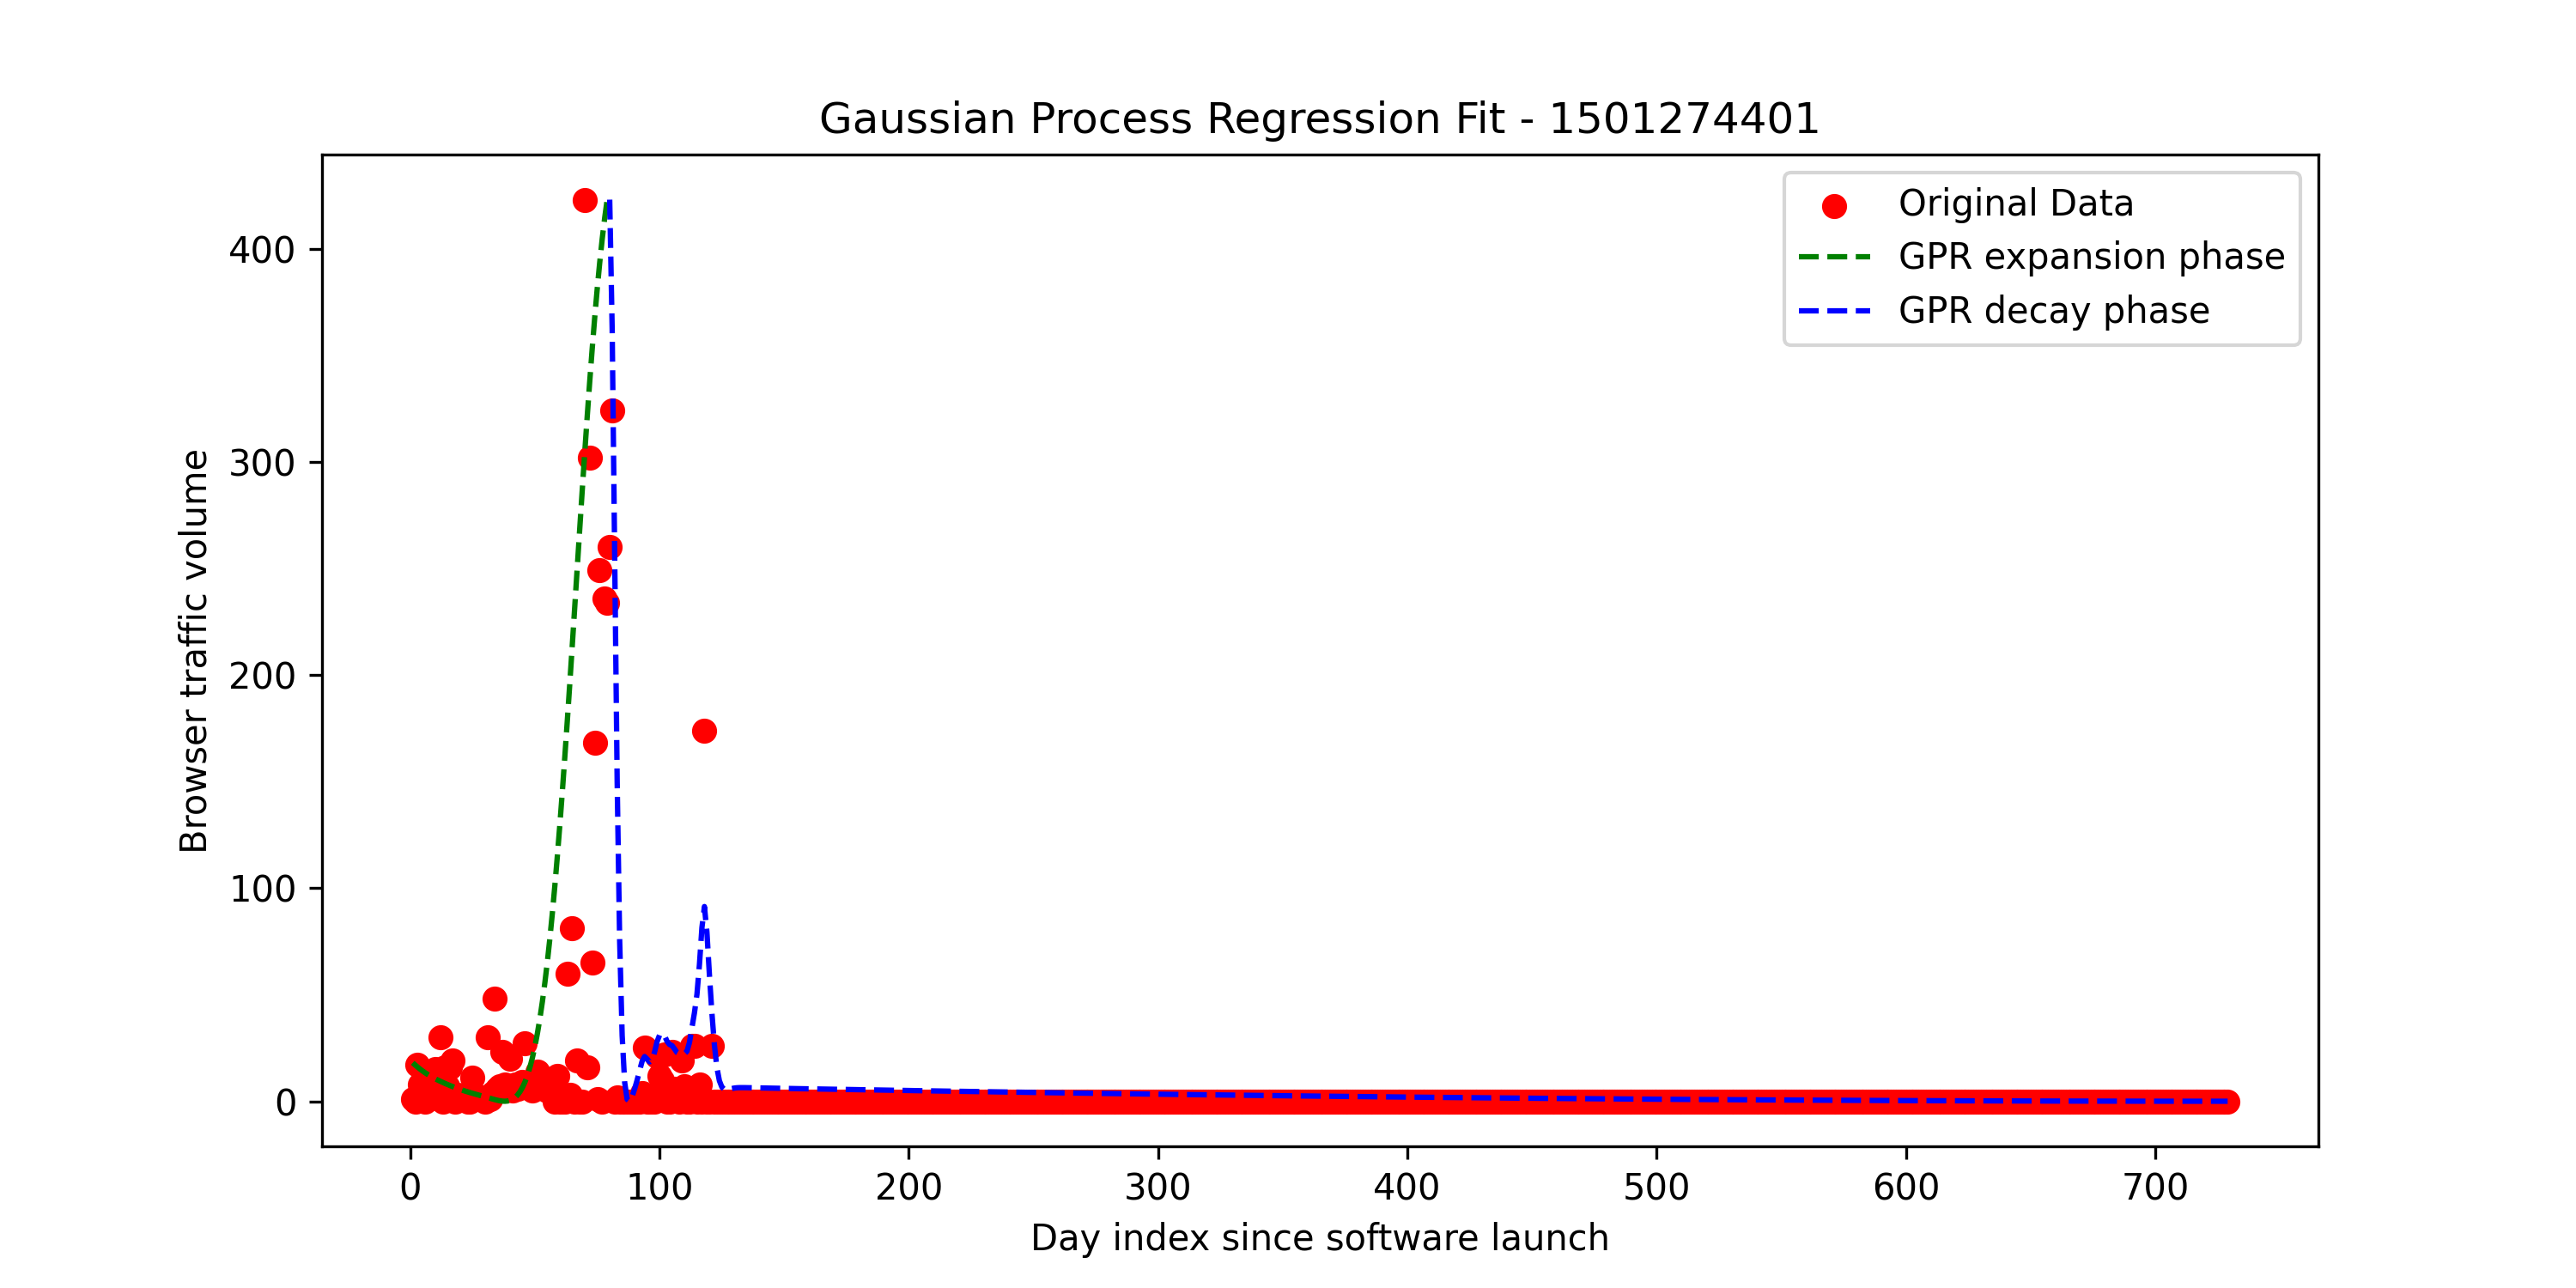 Gaussian Process Regression Fit - 1501274401
Original Data
GPR expansion phase
GPR decay phase
Browser traffic volume
400
300
200
100
0
0 100 200 300 400 500 600 700
Day index since software launch